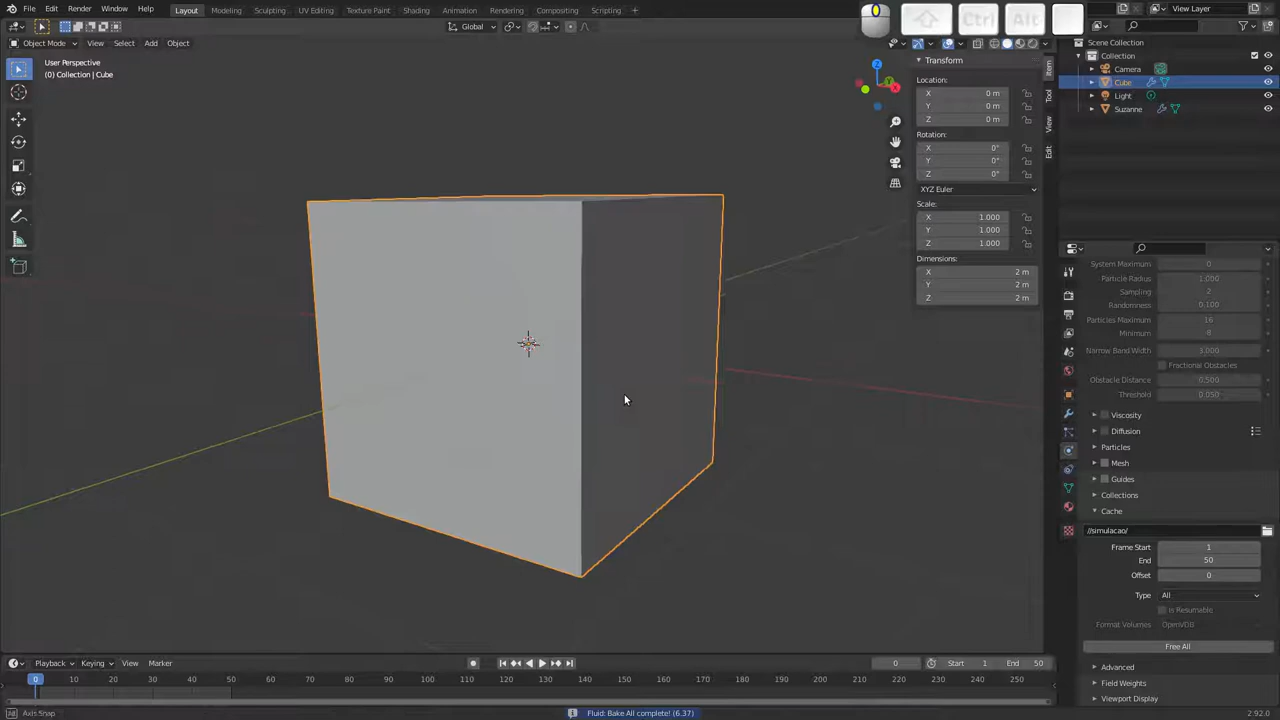 File Edit Render Window Help Layout Modeling Sculpting UV Editing Texture Paint Shading Animation Rendering Compositing Scripting
Ctrl Alt
View Layer
Global
Object Mode View Select Add Object
User Perspective
(0) Collection | Cube
Z
Y
X
Transform
Location:
X 0 m
Y 0 m
Z 0 m
Rotation:
X 0°
Y 0°
Z 0°
XYZ Euler
Scale:
X 1.000
Y 1.000
Z 1.000
Dimensions:
X 2 m
Y 2 m
Z 2 m
Item
Tool
View
Edit
Scene Collection
Collection
Camera
Cube
Light
Suzanne
System Maximum 0
Particle Radius 1.000
Sampling 2
Randomness 0.100
Particles Maximum 16
Minimum 8
Narrow Band Width 3.000
Fractional Obstacles
Obstacle Distance 0.500
Threshold 0.050
Viscosity
Diffusion
Particles
Mesh
Guides
Collections
Cache
//simulacao/
Frame Start 1
End 50
Offset 0
Type All
Is Resumable
Format Volumes OpenVDB
Free All
Advanced
Field Weights
Viewport Display
Playback Keying View Marker
0 Start 1 End 50
0 10 20 30 40 50 60 70 80 90 100 110 120 130 140 150 160 170 180 190 200 210 220 230 240 250
Axis Snap
Fluid: Bake All complete! (6.37)
2.92.0